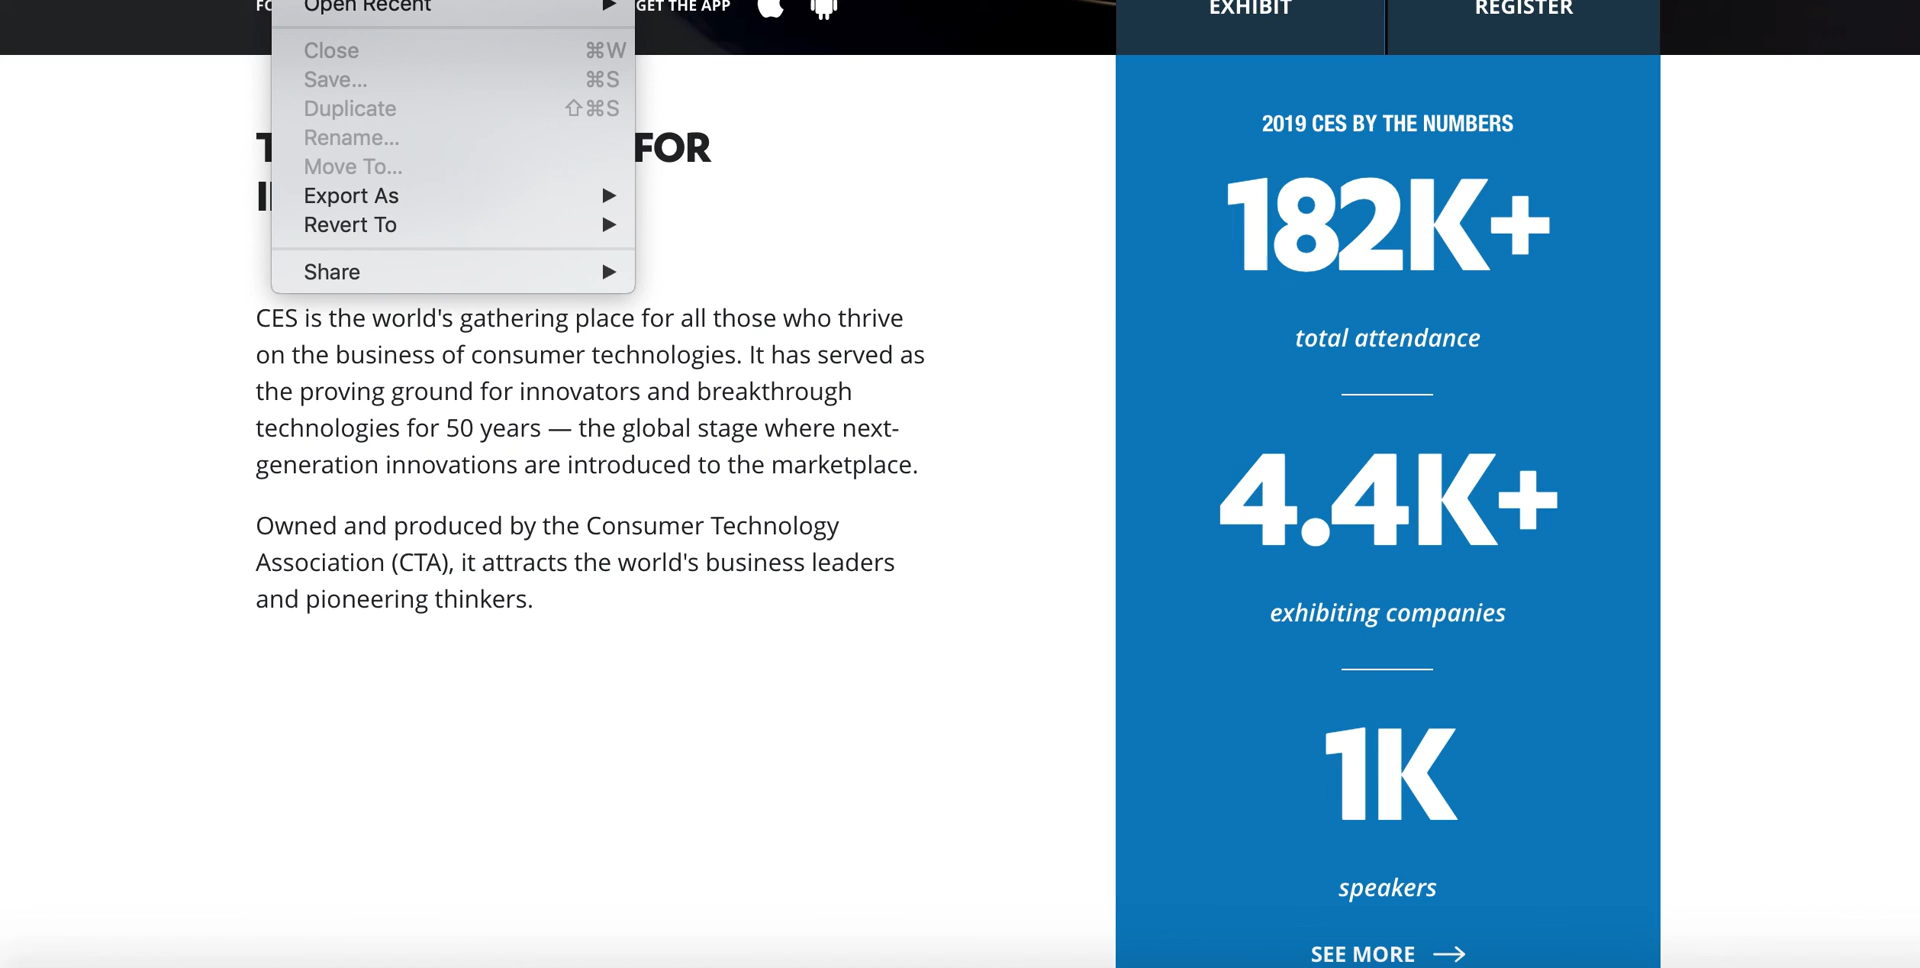 Open Recent
GET THE APP
EXHIBIT
REGISTER
Close ⌘W
Save... ⌘S
Duplicate ⇧⌘S
Rename...
Move To...
Export As
Revert To
Share
FOR
CES is the world's gathering place for all those who thrive
on the business of consumer technologies. It has served as
the proving ground for innovators and breakthrough
technologies for 50 years — the global stage where next-
generation innovations are introduced to the marketplace.
Owned and produced by the Consumer Technology
Association (CTA), it attracts the world's business leaders
and pioneering thinkers.
2019 CES BY THE NUMBERS
182K+
total attendance
4.4K+
exhibiting companies
1K
speakers
SEE MORE